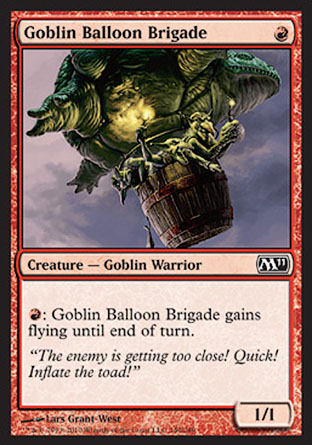 Goblin Balloon Brigade
Creature — Goblin Warrior
M11
: Goblin Balloon Brigade gains
flying until end of turn.
“The enemy is getting too close! Quick!
Inflate the toad!”
Lars Grant-West
1/1